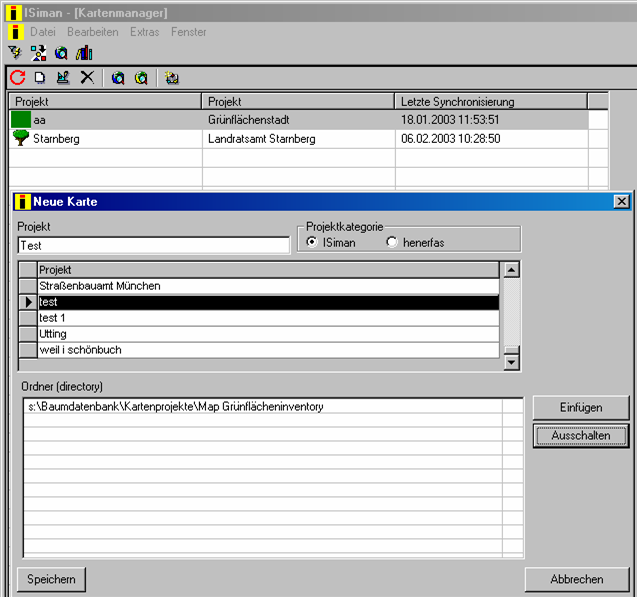 ISiman - [Kartenmanager]
Datei Bearbeiten Extras Fenster
Projekt Projekt Letzte Synchronisierung
aa Grünflächenstadt 18.01.2003 11:53:51
Starnberg Landratsamt Starnberg 06.02.2003 10:28:50
Neue Karte
Projekt
Test
Projektkategorie
ISiman henerfas
Projekt
Straßenbauamt München
test
test 1
Utting
weil i schönbuch
Ordner (directory)
s:\Baumdatenbank\Kartenprojekte\Map Grünflächeninventory
Einfügen
Ausschalten
Speichern
Abbrechen